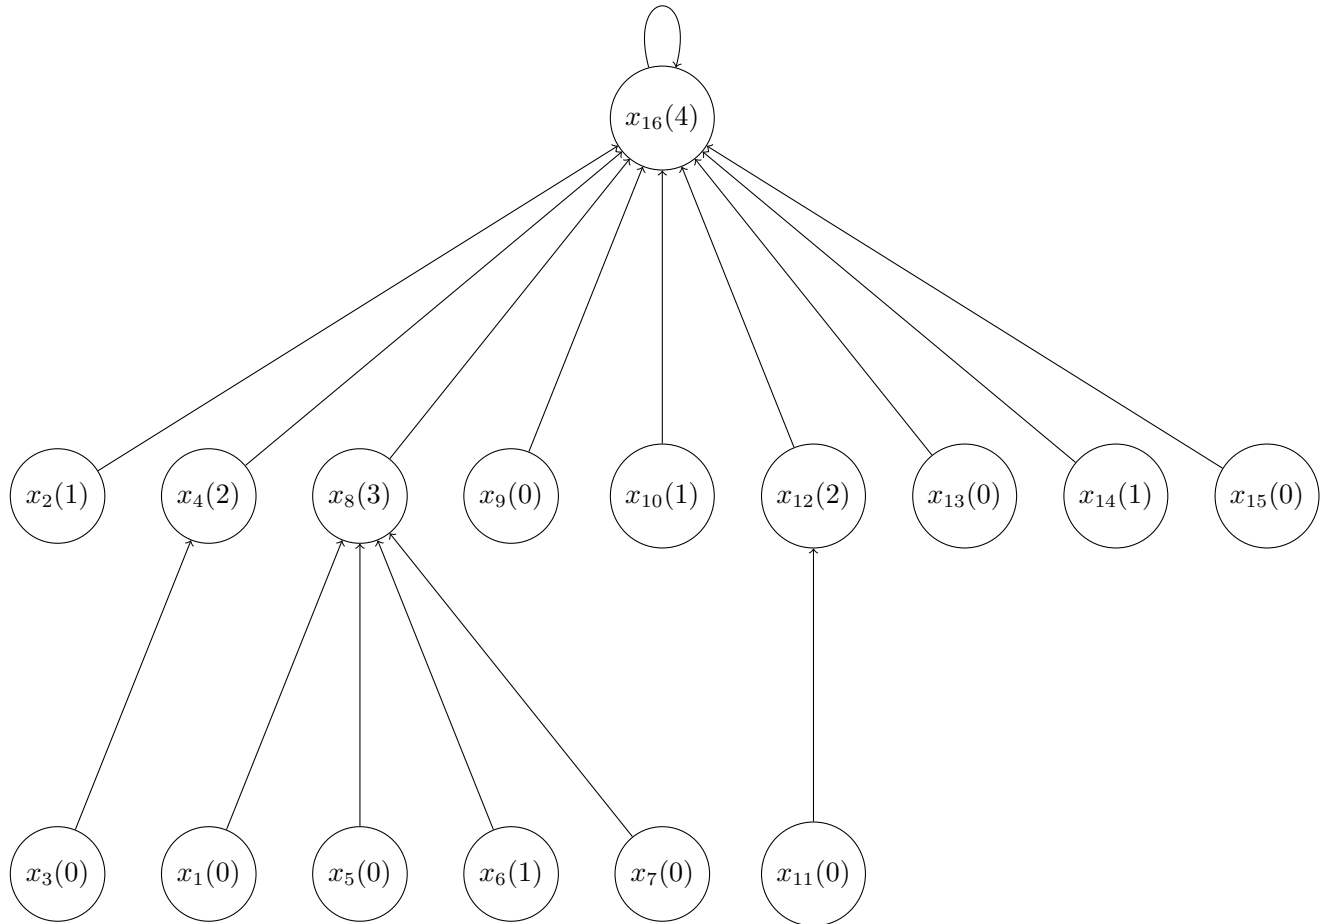 x₁₆(4)
x₂(1) x₄(2) x₈(3) x₉(0) x₁₀(1) x₁₂(2) x₁₃(0) x₁₄(1) x₁₅(0)
x₃(0) x₁(0) x₅(0) x₆(1) x₇(0) x₁₁(0)